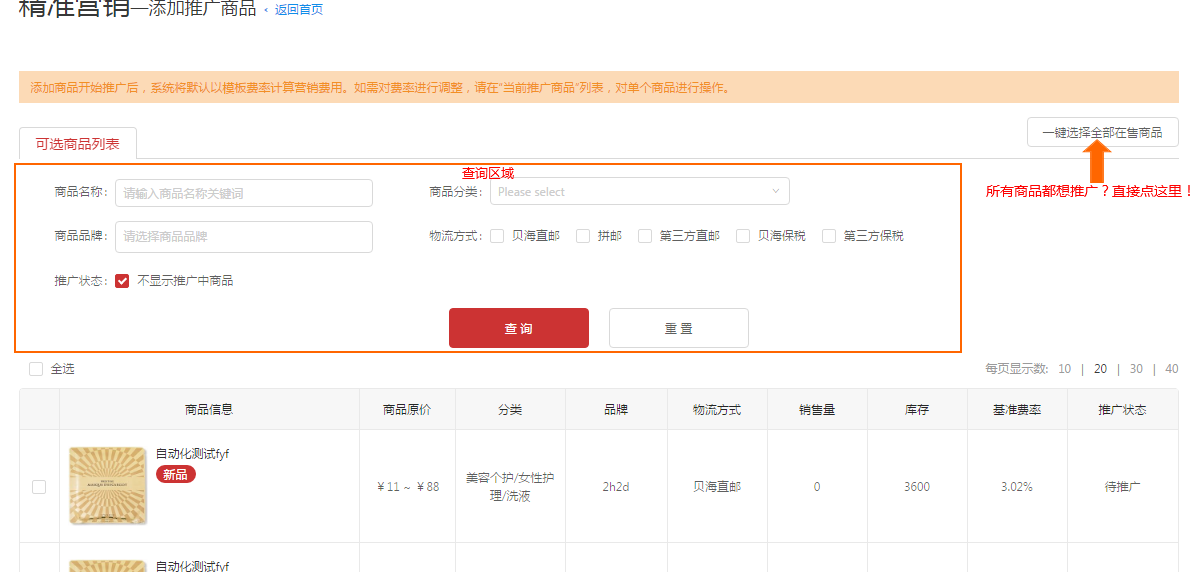 精准营销—添加推广商品 ‹ 返回首页
添加商品开始推广后，系统将默认以模板费率计算营销费用。如需对费率进行调整，请在"当前推广商品"列表，对单个商品进行操作。
一键选择全部在售商品
可选商品列表
所有商品都想推广？直接点这里！
查询区域
商品名称： 请输入商品名称关键词 商品分类： Please select
商品品牌： 请选择商品品牌 物流方式： 贝海直邮 拼邮 第三方直邮 贝海保税 第三方保税
推广状态： 不显示推广中商品
查 询 重 置
全选 每页显示数: 10 | 20 | 30 | 40
商品信息 商品原价 分类 品牌 物流方式 销售量 库存 基准费率 推广状态
自动化测试fyf
新品
￥11 ~ ￥88 美容个护/女性护 2h2d 贝海直邮 0 3600 3.02% 待推广
理/洗液
自动化测试fyf